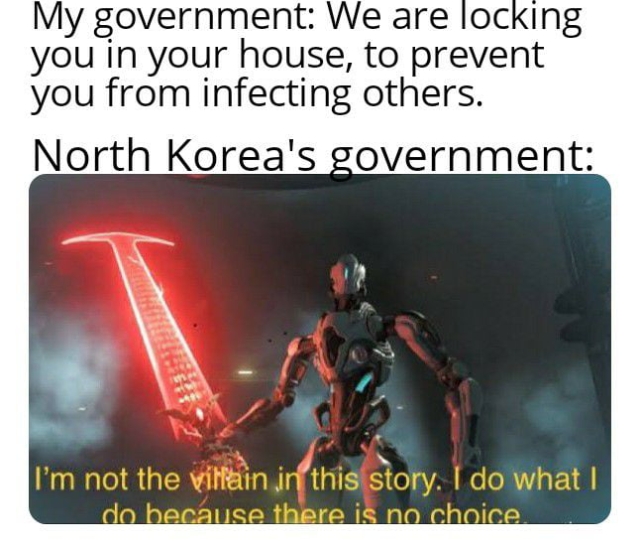 My government: We are locking
you in your house, to prevent
you from infecting others.
North Korea's government:
I'm not the villain in this story. I do what I
do because there is no choice.